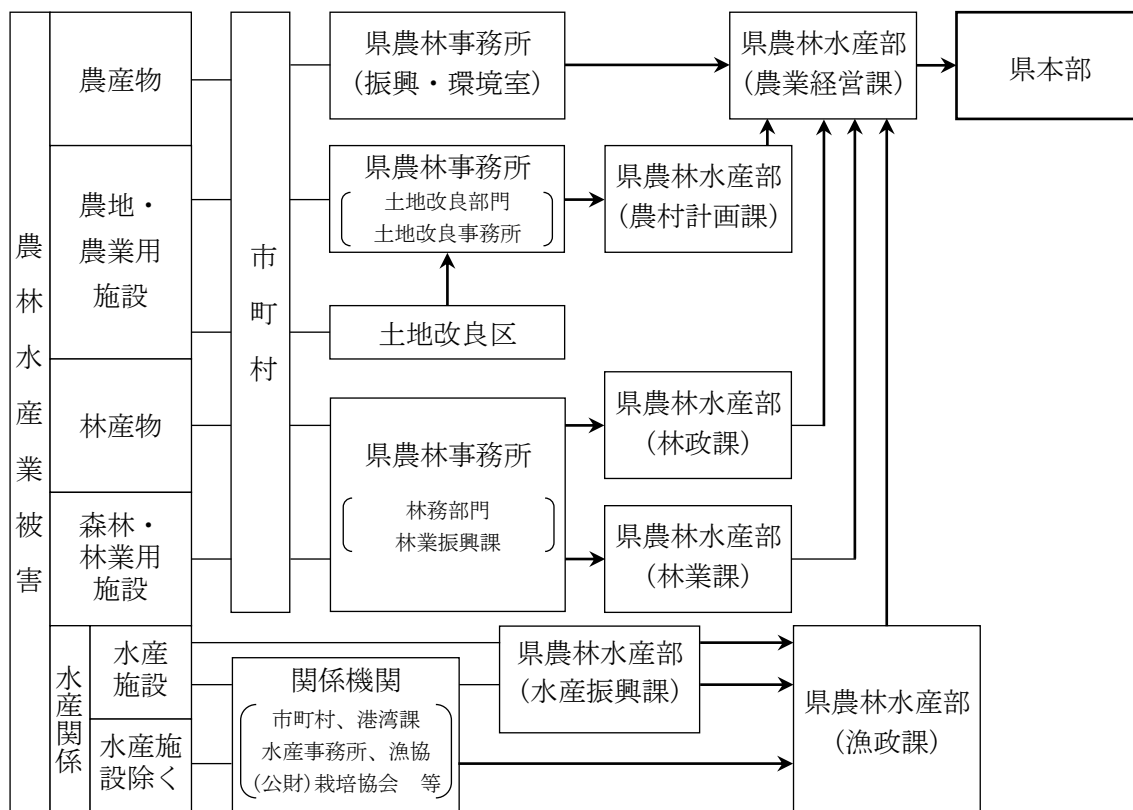 農林水産業被害
農産物
農地・
農業用
施設
林産物
森林・
林業用
施設
水産関係
水産
施設
水産施
設除く
市町村
県農林事務所
(振興・環境室)
県農林事務所
土地改良部門
土地改良事務所
土地改良区
県農林事務所
林務部門
林業振興課
関係機関
市町村、港湾課
水産事務所、漁協
(公財)栽培協会 等
県農林水産部
(農村計画課)
県農林水産部
(林政課)
県農林水産部
(林業課)
県農林水産部
(水産振興課)
県農林水産部
(漁政課)
県農林水産部
(農業経営課)
県本部